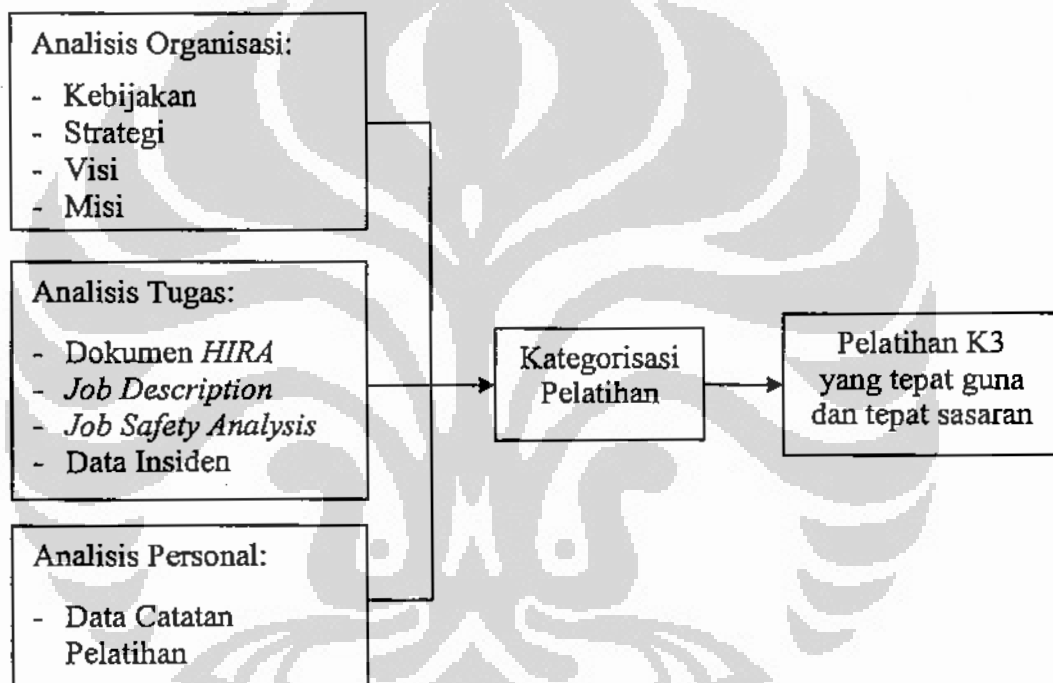 Analisis Organisasi:
- Kebijakan
- Strategi
- Visi
- Misi
Analisis Tugas:
- Dokumen HIRA
- Job Description
- Job Safety Analysis
- Data Insiden
Analisis Personal:
- Data Catatan
Pelatihan
Kategorisasi
Pelatihan
Pelatihan K3
yang tepat guna
dan tepat sasaran